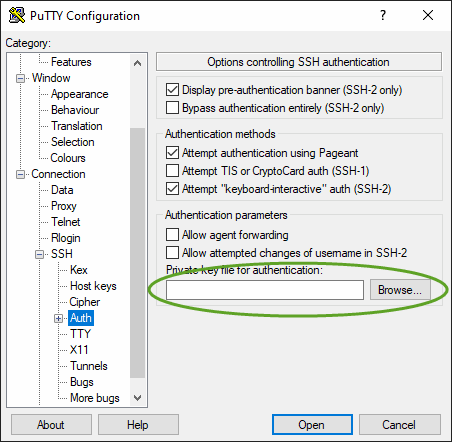 PuTTY Configuration
Category:
Features
Window
Appearance
Behaviour
Translation
Selection
Colours
Connection
Data
Proxy
Telnet
Rlogin
SSH
Kex
Host keys
Cipher
Auth
TTY
X11
Tunnels
Bugs
More bugs
Options controlling SSH authentication
Display pre-authentication banner (SSH-2 only)
Bypass authentication entirely (SSH-2 only)
Authentication methods
Attempt authentication using Pageant
Attempt TIS or CryptoCard auth (SSH-1)
Attempt "keyboard-interactive" auth (SSH-2)
Authentication parameters
Allow agent forwarding
Allow attempted changes of username in SSH-2
Private key file for authentication:
Browse...
About
Help
Open
Cancel